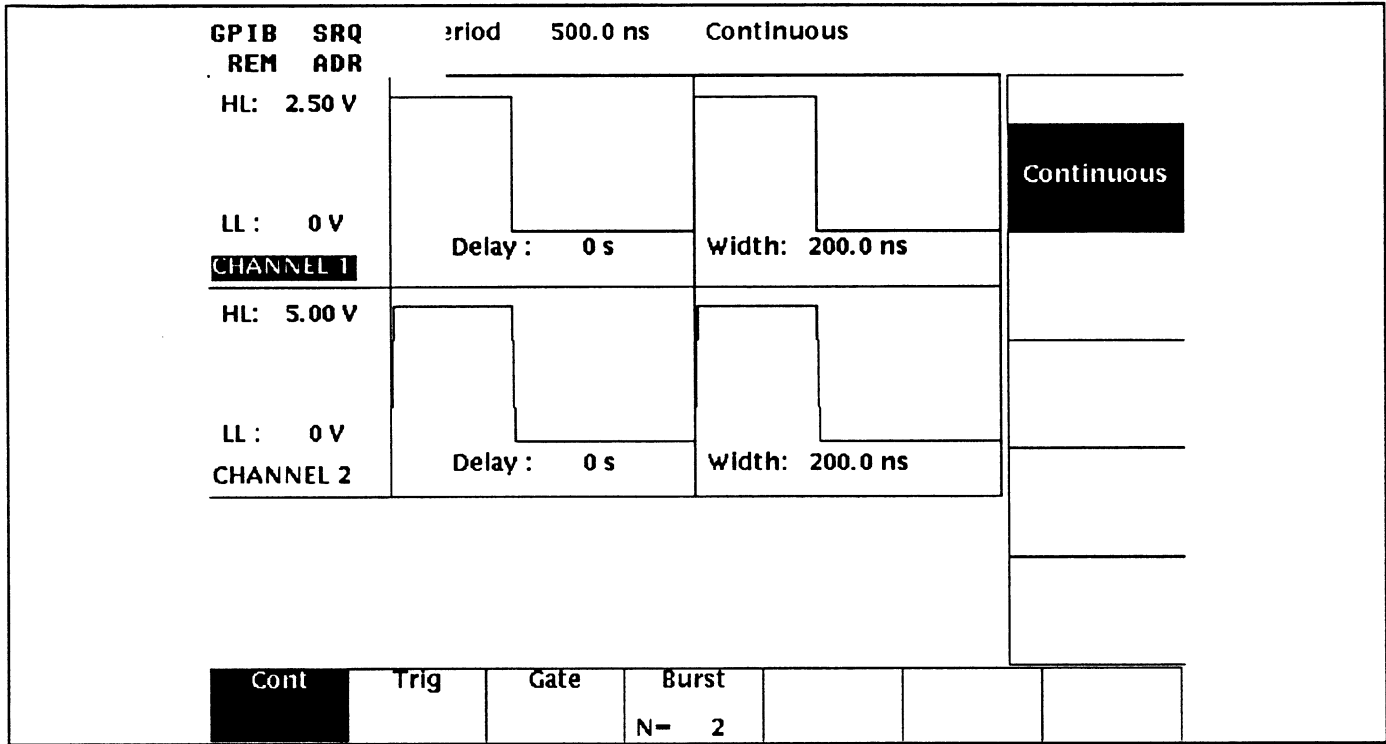 GPIB SRQ eriod 500.0 ns Continuous
REM ADR
HL: 2.50 V
Continuous
LL : 0 V
Delay : 0 s Width: 200.0 ns
CHANNEL 1
HL: 5.00 V
LL : 0 V
Delay : 0 s Width: 200.0 ns
CHANNEL 2
Cont Trig Gate Burst
N- 2